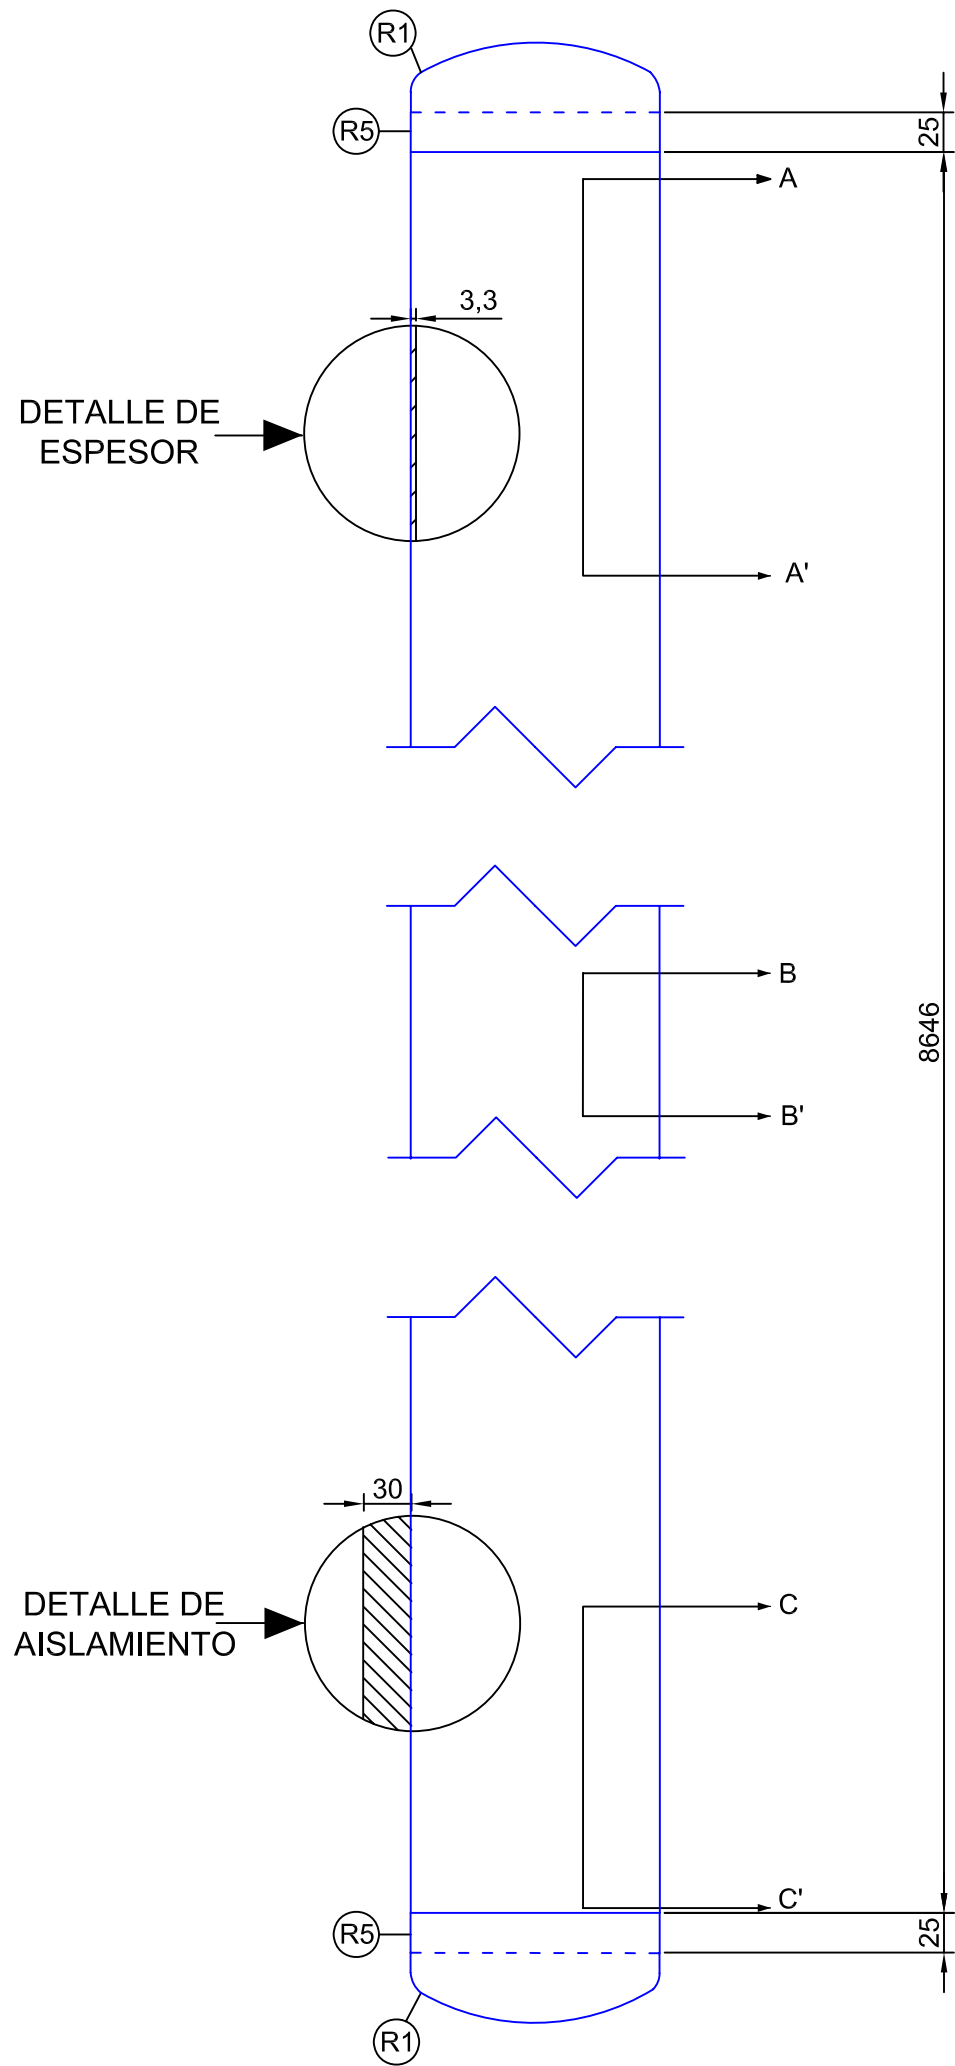 R1
R5
25
A
3,3
DETALLE DE
ESPESOR
A'
B
8646
B'
30
DETALLE DE
AISLAMIENTO
C
C'
R5
25
R1